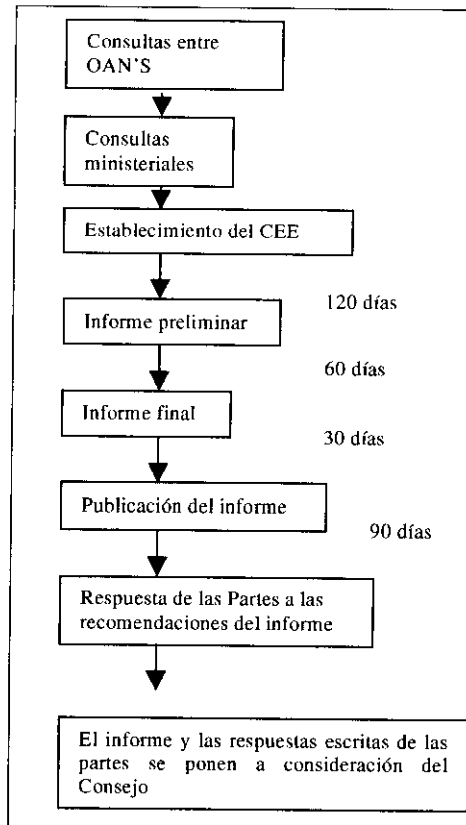 Consultas entre
OAN'S
Consultas
ministeriales
Establecimiento del CEE
120 días
Informe preliminar
60 días
Informe final
30 días
Publicación del informe
90 días
Respuesta de las Partes a las
recomendaciones del informe
El informe y las respuestas escritas de las
partes se ponen a consideración del
Consejo